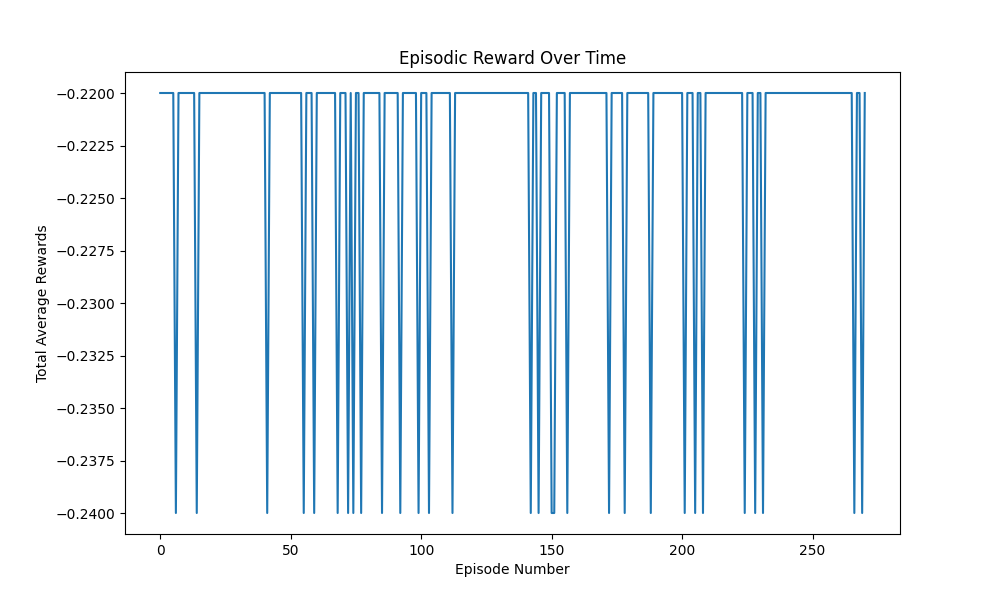 Episodic Reward Over Time
Total Average Rewards
−0.2200
−0.2225
−0.2250
−0.2275
−0.2300
−0.2325
−0.2350
−0.2375
−0.2400
0 50 100 150 200 250
Episode Number